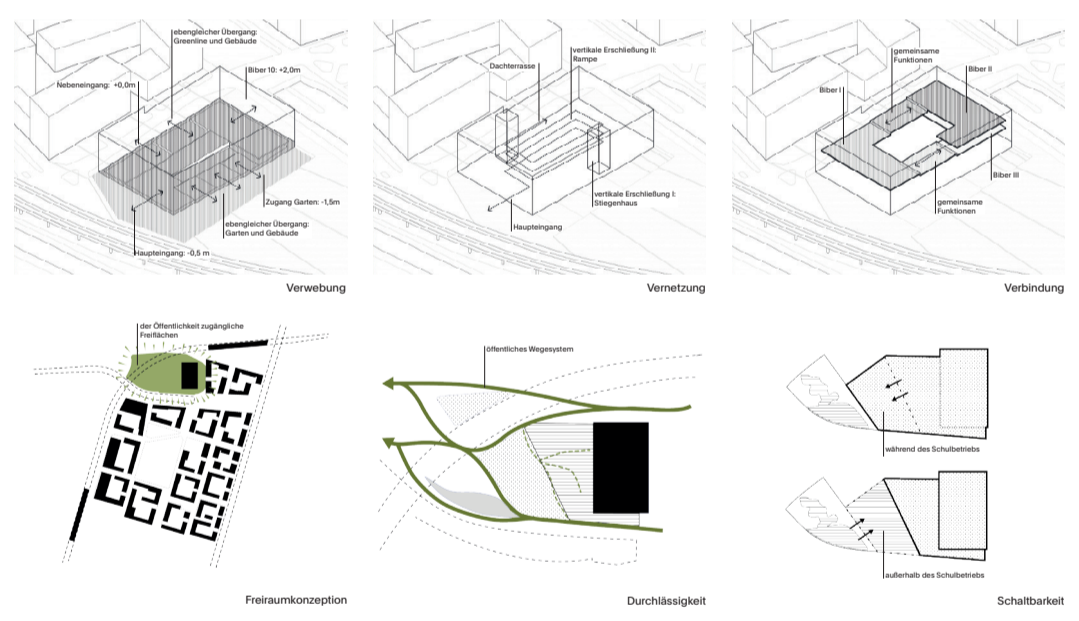 ebengleicher Übergang:
Greenline und Gebäude
Biber 10: +2,0m
Nebeneingang: +0,0m
Zugang Garten: -1,5m
ebengleicher Übergang:
Garten und Gebäude
Haupteingang: -0,5 m
Verwebung
vertikale Erschließung II:
Rampe
Dachterrasse
vertikale Erschließung I:
Stiegenhaus
Haupteingang
Vernetzung
gemeinsame
Funktionen
Biber II
Biber I
Biber III
gemeinsame
Funktionen
Verbindung
der Öffentlichkeit zugängliche
Freiflächen
Freiraumkonzeption
öffentliches Wegesystem
Durchlässigkeit
während des Schulbetriebs
außerhalb des Schulbetriebs
Schaltbarkeit